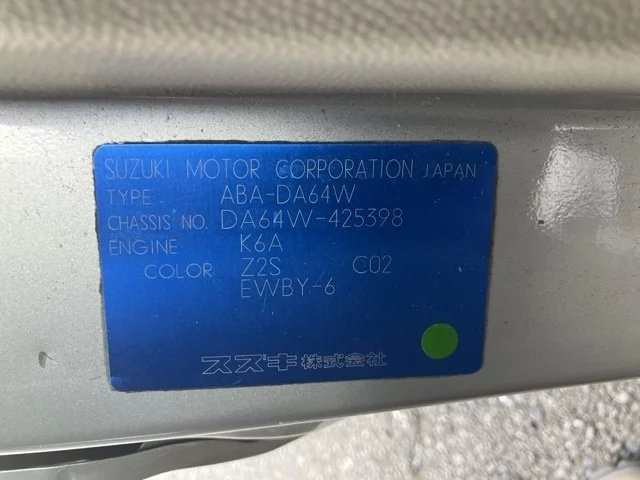 SUZUKI MOTOR CORPORATION JAPAN
TYPE ABA-DA64W
CHASSIS NO. DA64W-425398
ENGINE K6A
COLOR Z2S C02
EWBY-6
スズキ株式会社